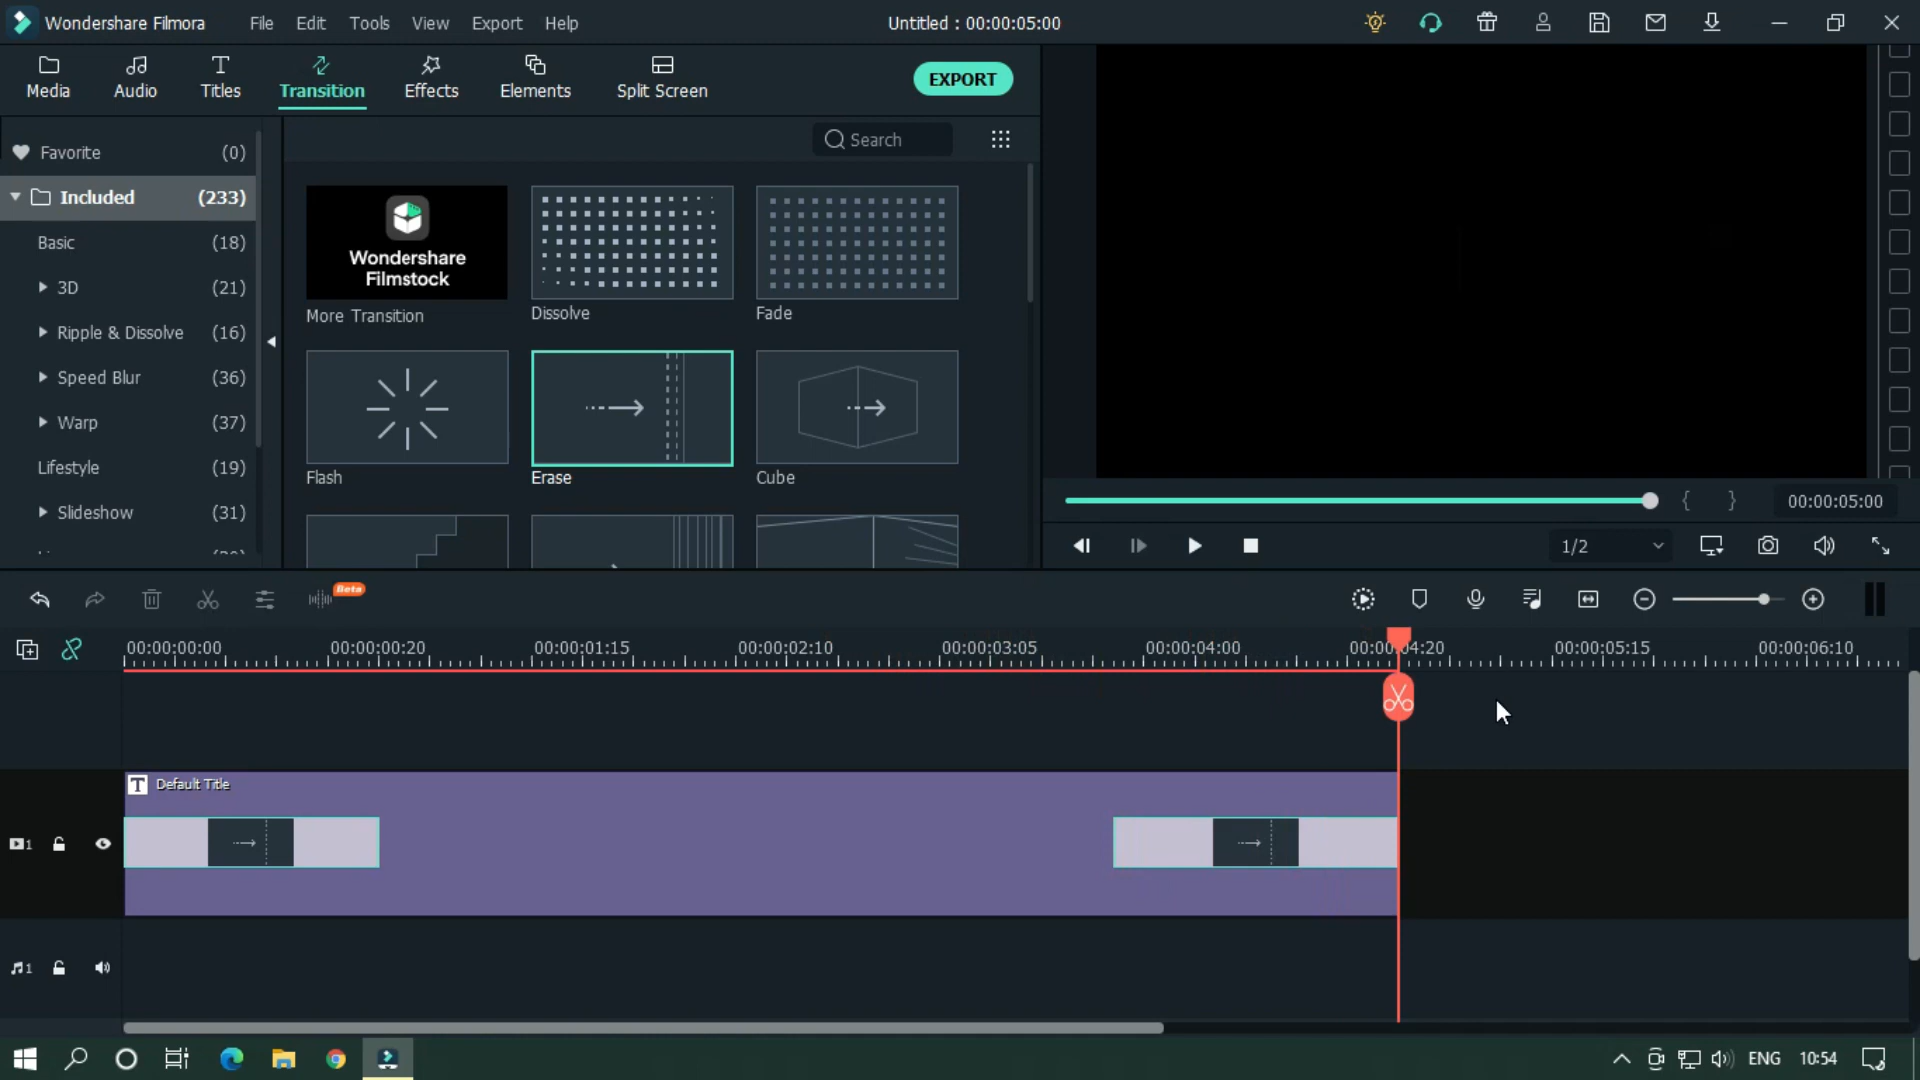 Wondershare Filmora File Edit Tools View Export Help Untitled : 00:00:05:00
Media Audio Titles Transition Effects Elements Split Screen EXPORT
Favorite (0) Search
Included (233)
Basic (18)
3D (21)
Ripple & Dissolve (16)
Speed Blur (36)
Warp (37)
Lifestyle (19)
Slideshow (31)
Wondershare
Filmstock
More Transition Dissolve Fade
Flash Erase Cube
{ } 00:00:05:00
1/2
Beta
00:00:00:00 00:00:00:20 00:00:01:15 00:00:02:10 00:00:03:05 00:00:04:00 00:00:04:20 00:00:05:15 00:00:06:10
T Default Title
1
1
ENG 10:54